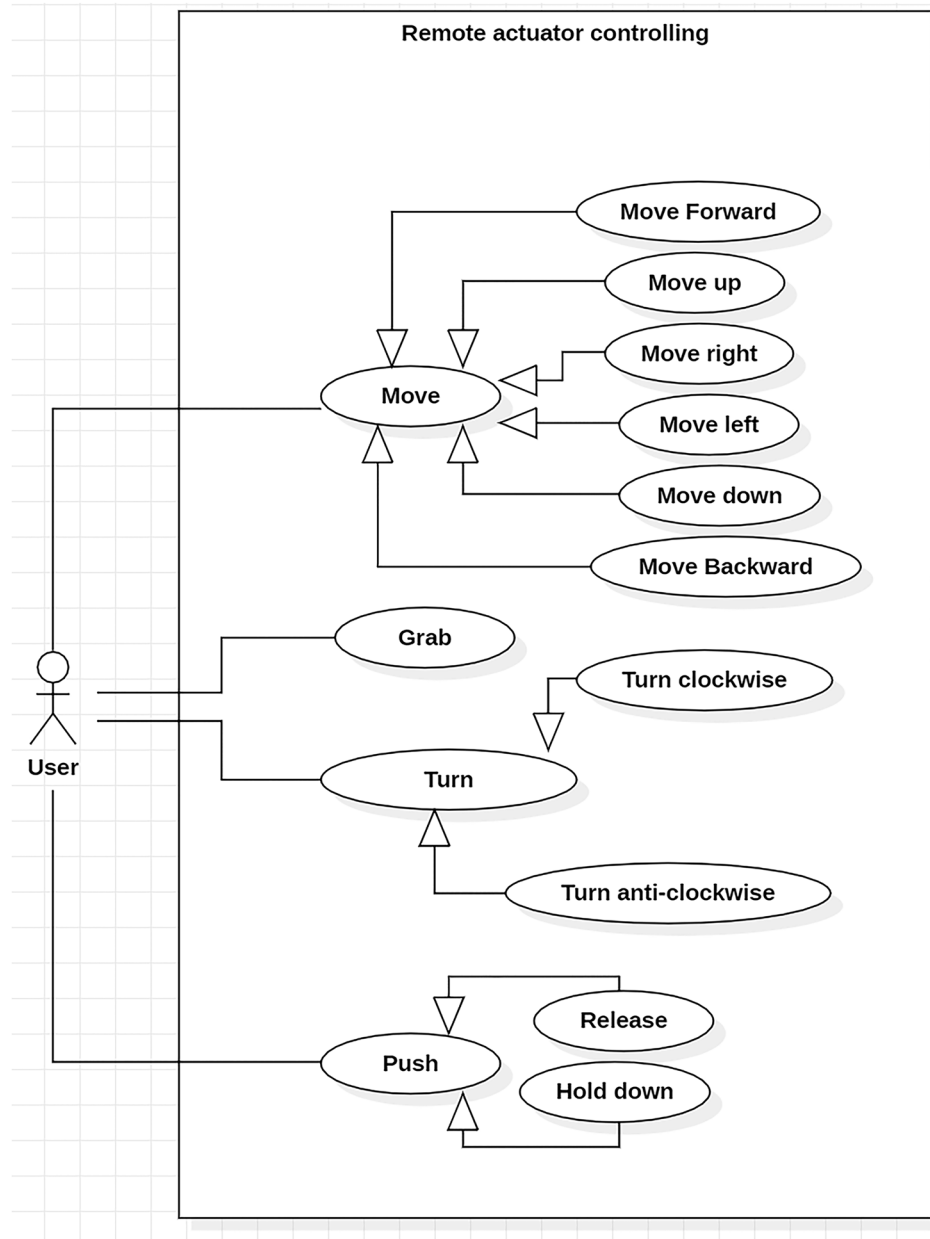 Remote actuator controlling
Move Forward
Move up
Move right
Move
Move left
Move down
Move Backward
Grab
Turn clockwise
User
Turn
Turn anti-clockwise
Release
Push
Hold down